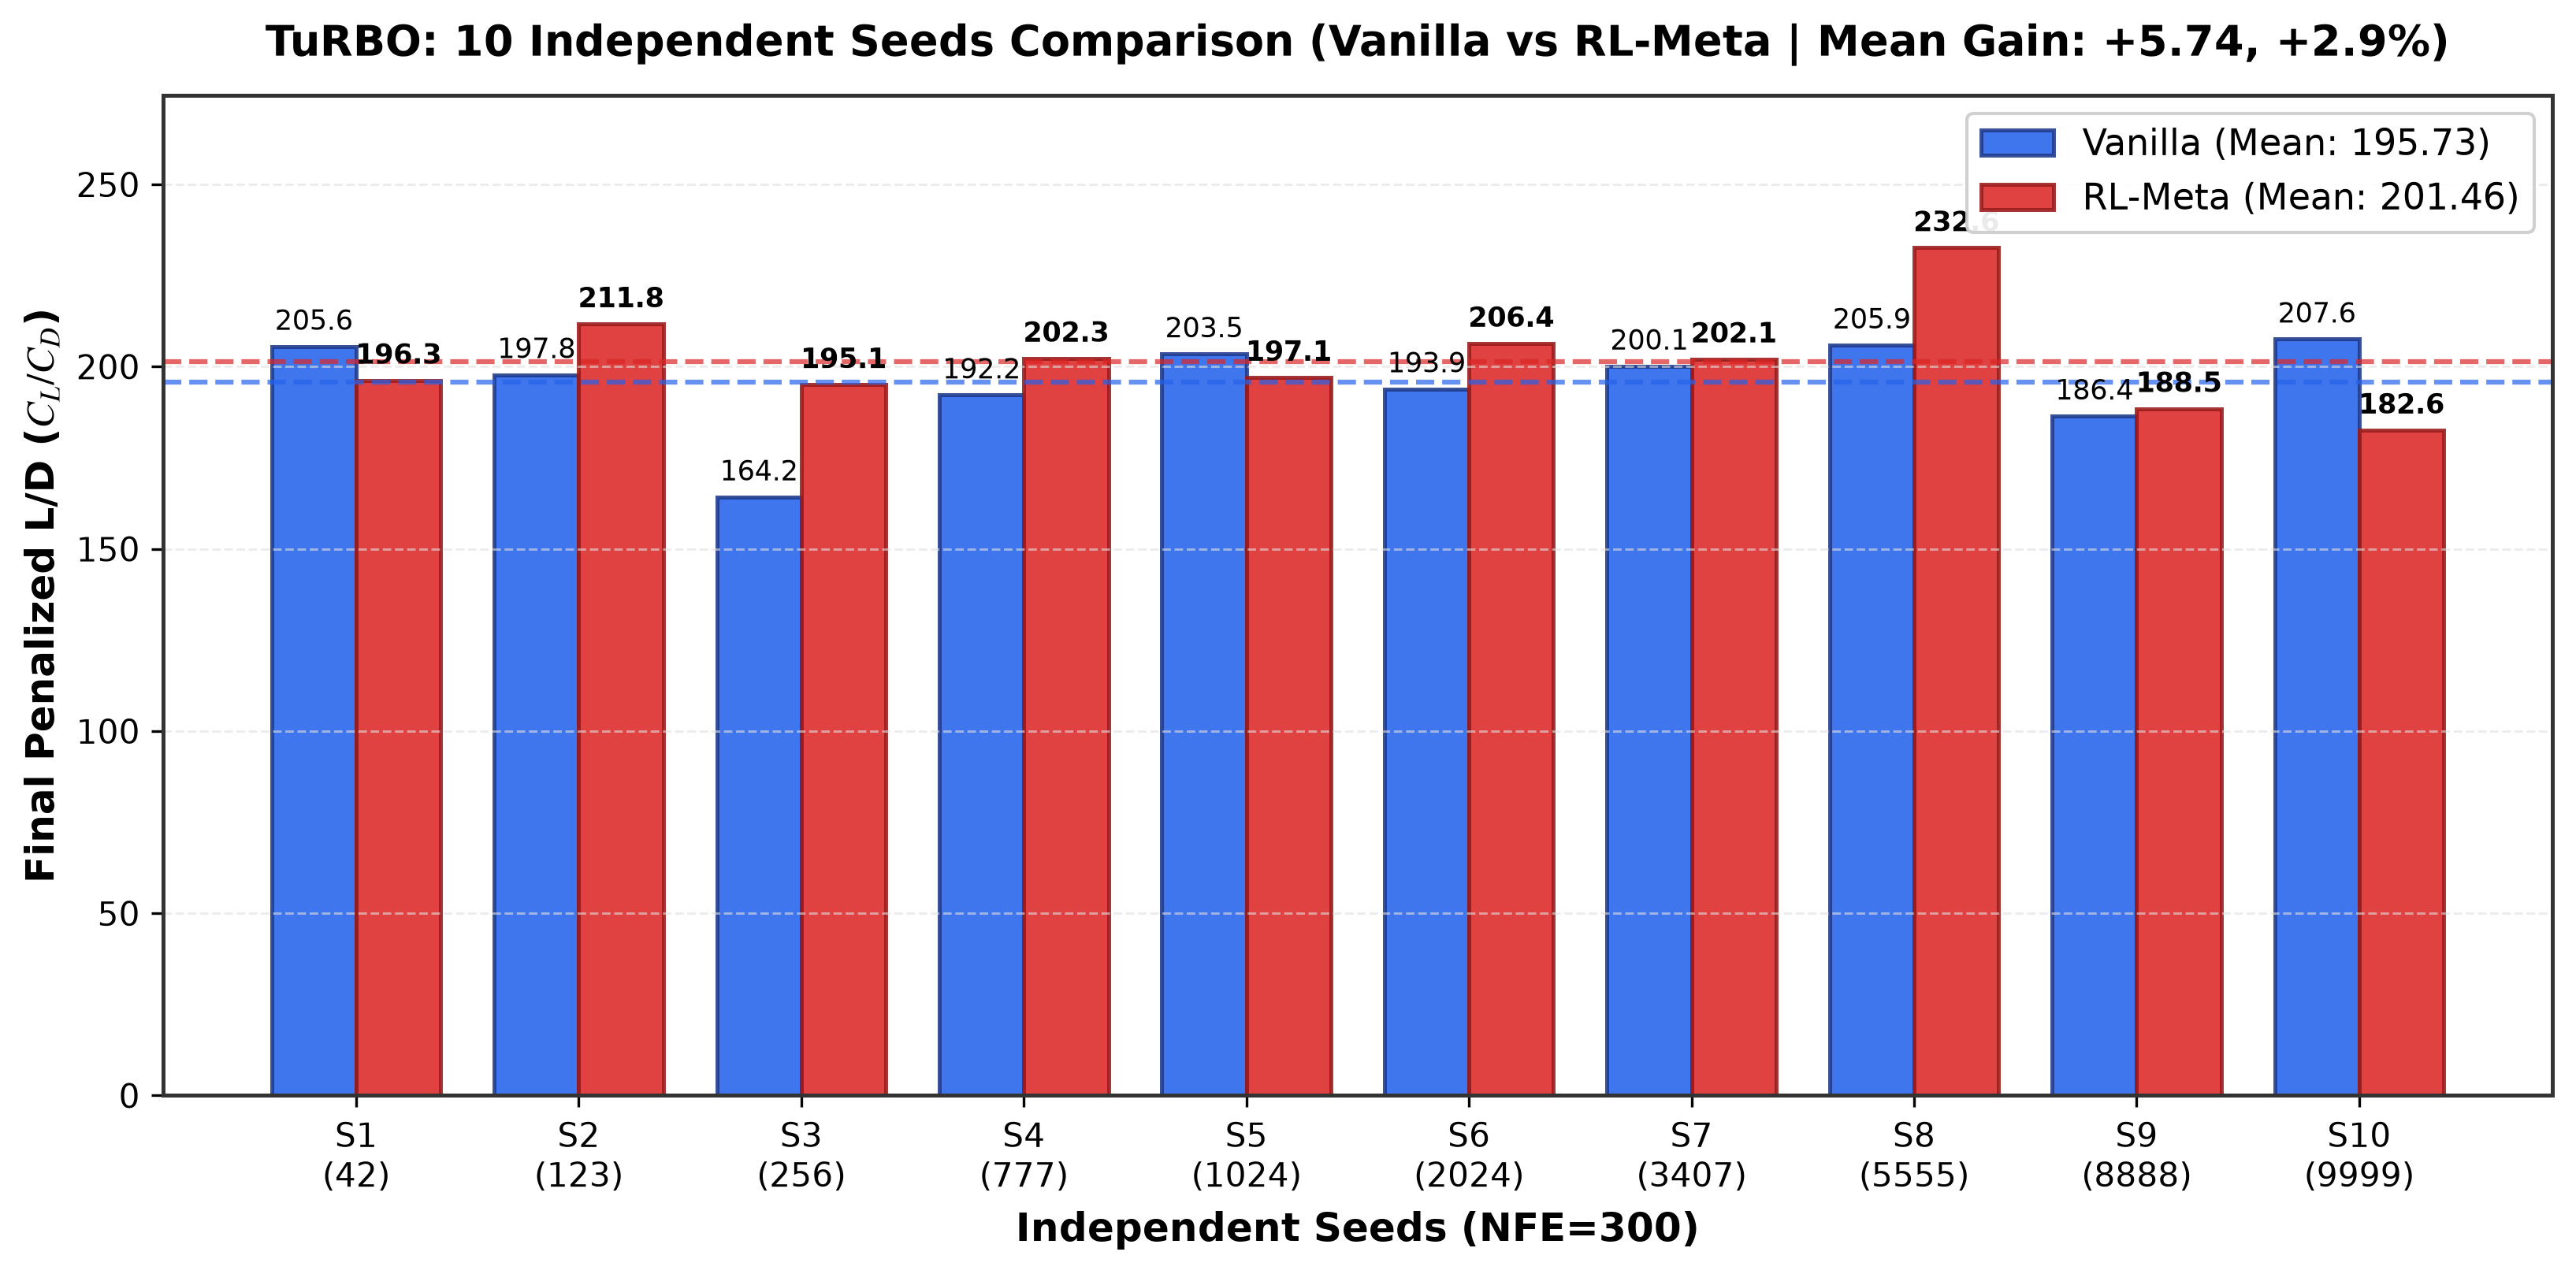 TuRBO: 10 Independent Seeds Comparison (Vanilla vs RL-Meta | Mean Gain: +5.74, +2.9%)
Vanilla (Mean: 195.73)
RL-Meta (Mean: 201.46)
Final Penalized L/D (C_L/C_D)
250
200
150
100
50
0
205.6
196.3
197.8
211.8
164.2
195.1
192.2
202.3
203.5
197.1
193.9
206.4
200.1
202.1
205.9
232.6
186.4
188.5
207.6
182.6
S1
(42)
S2
(123)
S3
(256)
S4
(777)
S5
(1024)
S6
(2024)
S7
(3407)
S8
(5555)
S9
(8888)
S10
(9999)
Independent Seeds (NFE=300)